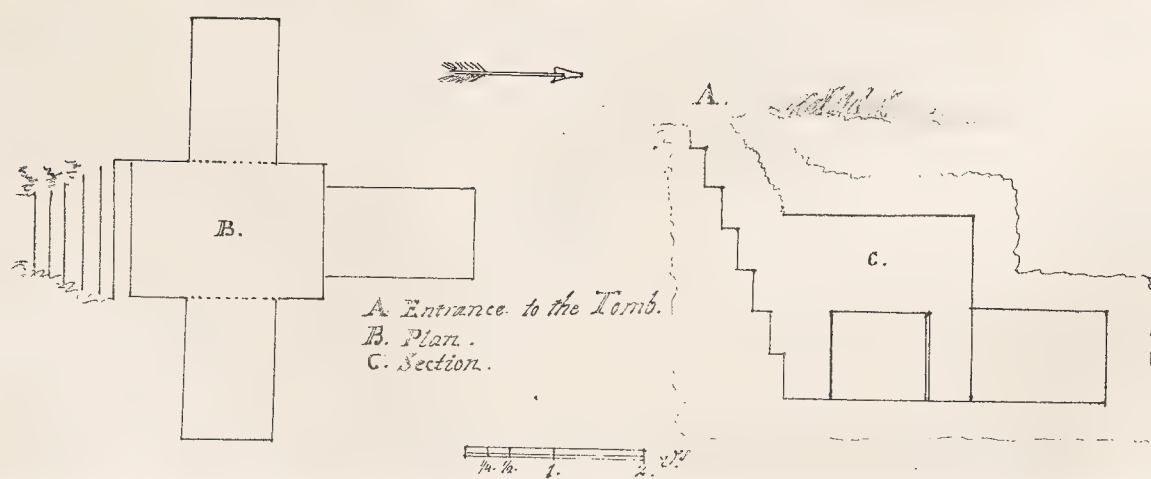 A.
B.
C.
A. Entrance to the Tomb.
B. Plan.
C. Section.
1/4. 1/2. 1. 2.